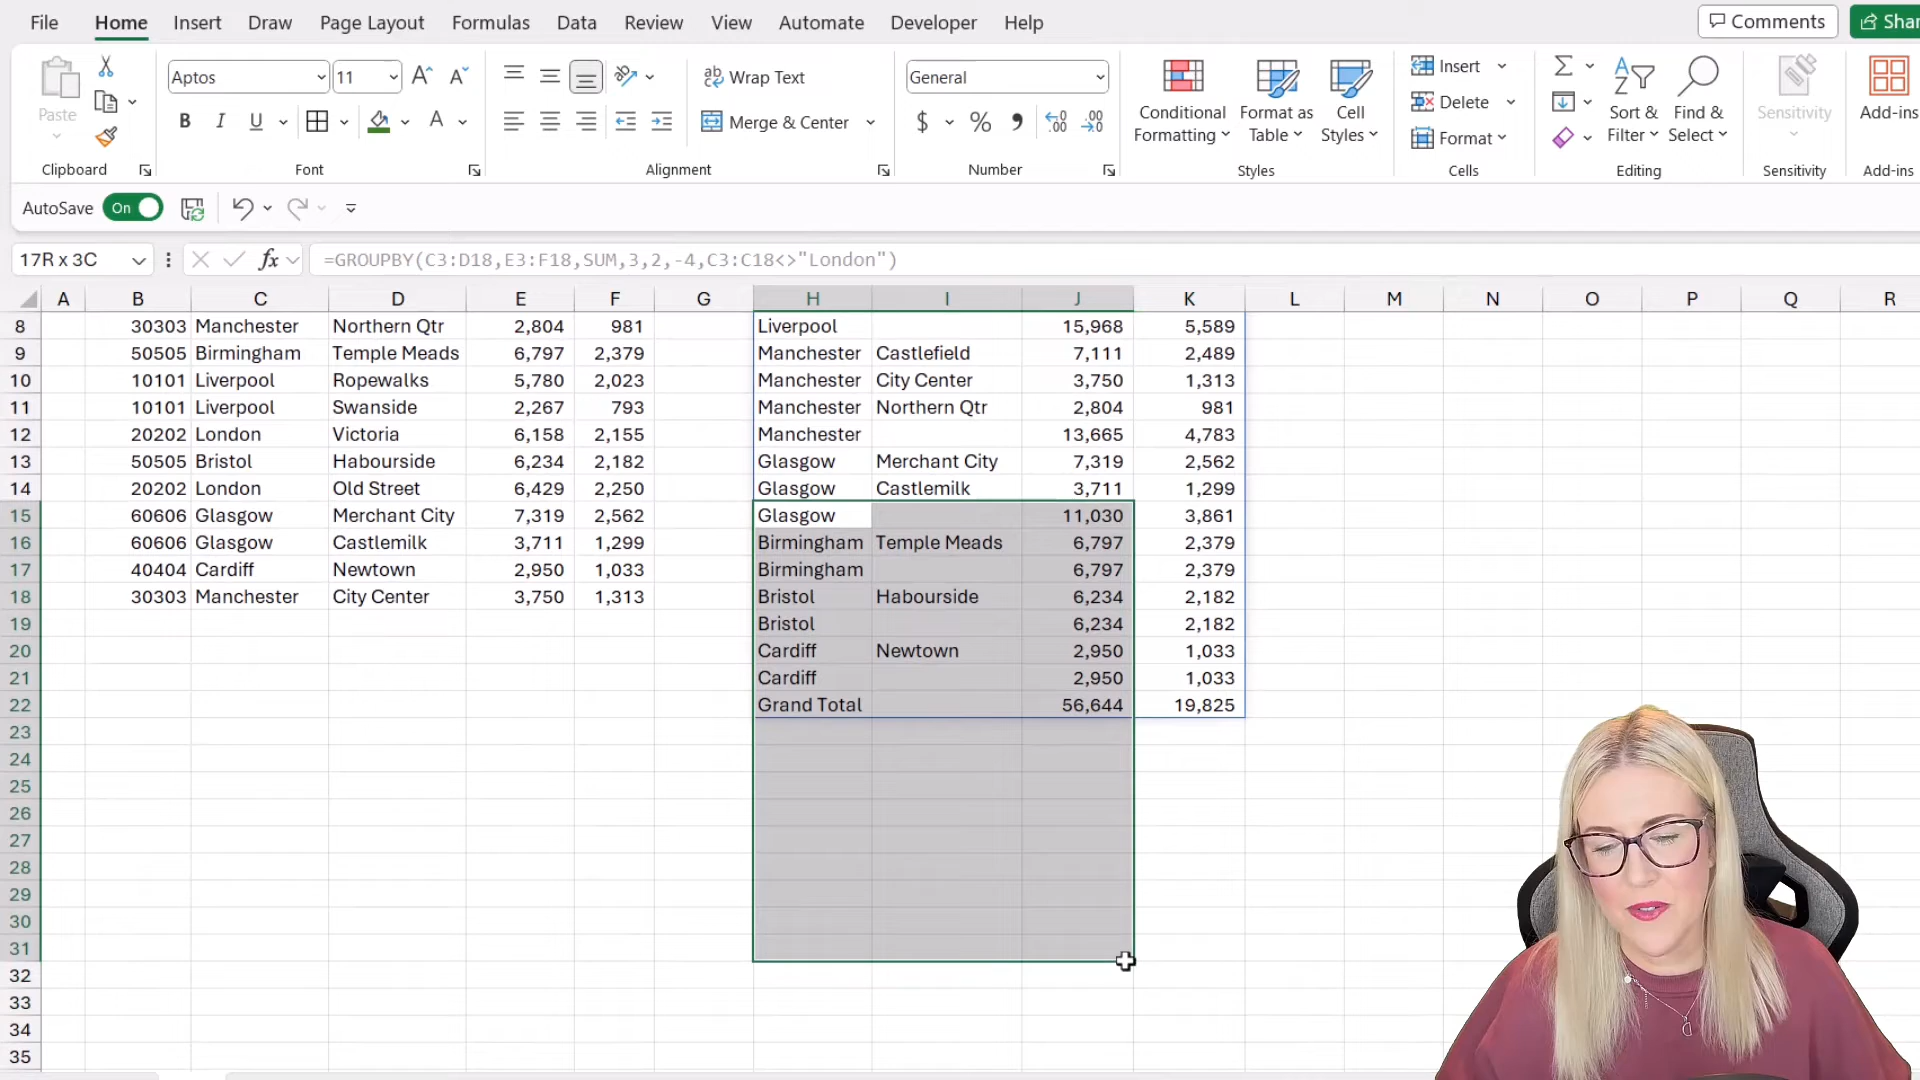 File Home Insert Draw Page Layout Formulas Data Review View Automate Developer Help Comments Shar
Paste Aptos 11 Wrap Text General Conditional Formatting Format as Table Cell Styles Insert Delete Format Sort & Filter Find & Select Sensitivity Add-ins
B I U A Merge & Center $ % 9 .00 .00
Clipboard Font Alignment Number Styles Cells Editing Sensitivity Add-ins
AutoSave On
17R x 3C fx =GROUPBY(C3:D18,E3:F18,SUM,3,2,-4,C3:C18<>"London")
A B C D E F G H I J K L M N O P Q R
8 30303 Manchester Northern Qtr 2,804 981 Liverpool 15,968 5,589
9 50505 Birmingham Temple Meads 6,797 2,379 Manchester Castlefield 7,111 2,489
10 10101 Liverpool Ropewalks 5,780 2,023 Manchester City Center 3,750 1,313
11 10101 Liverpool Swanside 2,267 793 Manchester Northern Qtr 2,804 981
12 20202 London Victoria 6,158 2,155 Manchester 13,665 4,783
13 50505 Bristol Habourside 6,234 2,182 Glasgow Merchant City 7,319 2,562
14 20202 London Old Street 6,429 2,250 Glasgow Castlemilk 3,711 1,299
15 60606 Glasgow Merchant City 7,319 2,562 Glasgow 11,030 3,861
16 60606 Glasgow Castlemilk 3,711 1,299 Birmingham Temple Meads 6,797 2,379
17 40404 Cardiff Newtown 2,950 1,033 Birmingham 6,797 2,379
18 30303 Manchester City Center 3,750 1,313 Bristol Habourside 6,234 2,182
19 Bristol 6,234 2,182
20 Cardiff Newtown 2,950 1,033
21 Cardiff 2,950 1,033
22 Grand Total 56,644 19,825
23
24
25
26
27
28
29
30
31
32
33
34
35